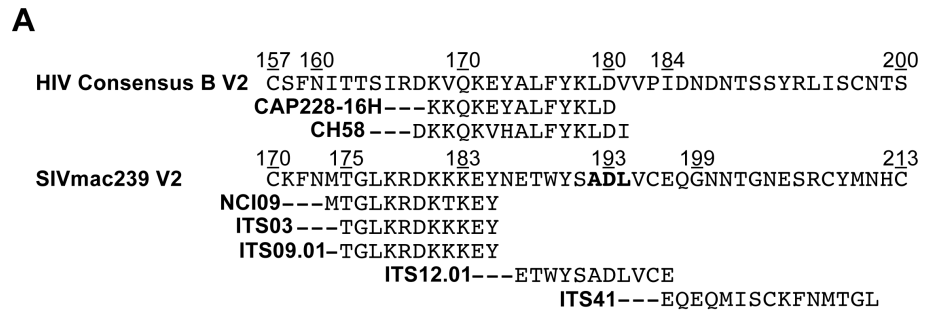 A
157 160 170 180 184 200
HIV Consensus B V2 CSFNITTSIRDKVQKEYALFYKLDVVPIDNDNTSSYRLISCNTS
CAP228-16H---KKQKEYALFYKLD
CH58 ---DKKQKVHALFYKLDI
170 175 183 193 199 213
SIVmac239 V2 CKFNMTGLKRDKKKEYNETWYSADLVCEQGNNTGNESRCYMNHC
NCI09---MTGLKRDKTKEY
ITS03---TGLKRDKKKEY
ITS09.01-TGLKRDKKKEY
ITS12.01---ETWYSADLVCE
ITS41---EQEQMISCKFNMTGL